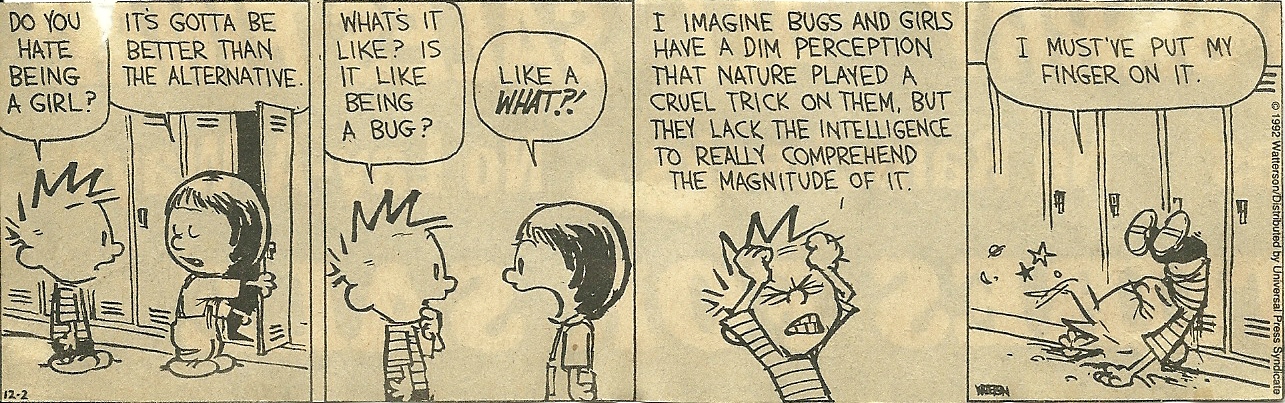 DO YOU
HATE
BEING
A GIRL?
IT'S GOTTA BE
BETTER THAN
THE ALTERNATIVE.
WHAT'S IT
LIKE? IS
IT LIKE
BEING
A BUG?
LIKE A
WHAT?!
I IMAGINE BUGS AND GIRLS
HAVE A DIM PERCEPTION
THAT NATURE PLAYED A
CRUEL TRICK ON THEM, BUT
THEY LACK THE INTELLIGENCE
TO REALLY COMPREHEND
THE MAGNITUDE OF IT.
I MUST'VE PUT MY
FINGER ON IT.
12-2
WATTERSON
© 1992 Watterson/Distributed by Universal Press Syndicate